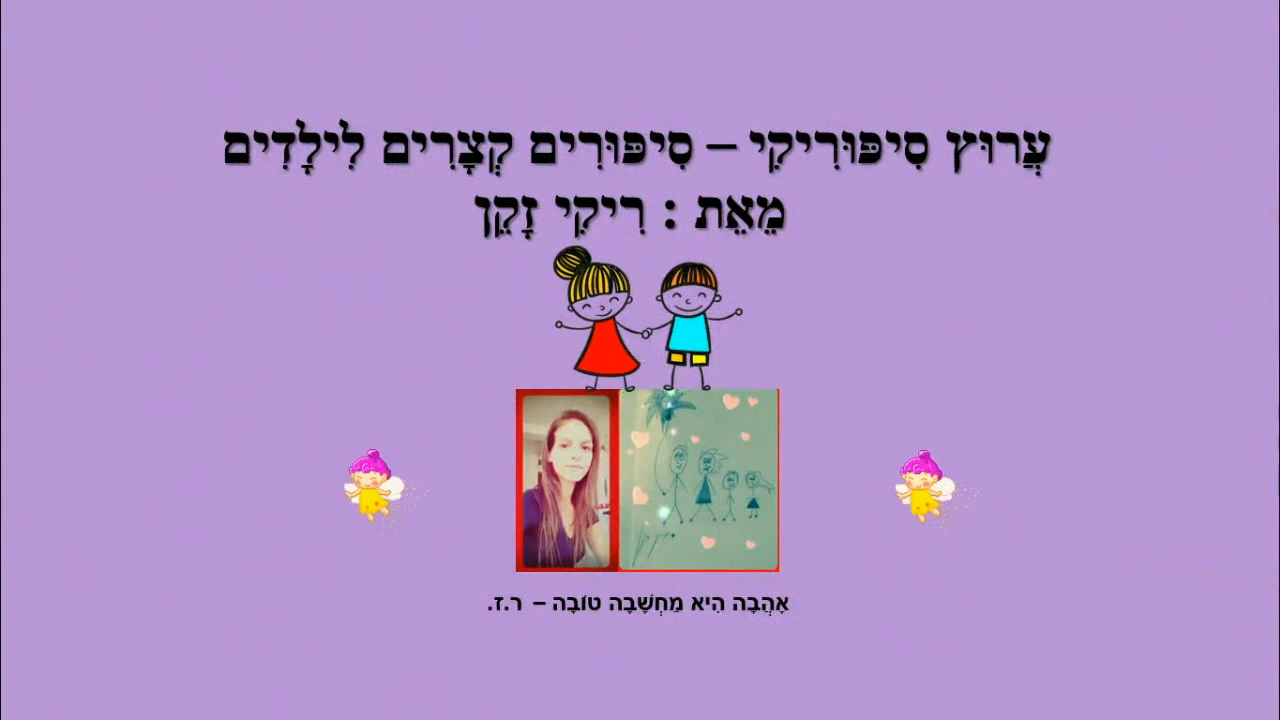 עֲרוּץ סִיפּוּרִיקִי – סִיפּוּרִים קְצָרִים לִילָדִים
מֵאֵת : רִיקִי זָקֵן
אַהֲבָה הִיא מַחְשָׁבָה טוֹבָה – ר.ז.